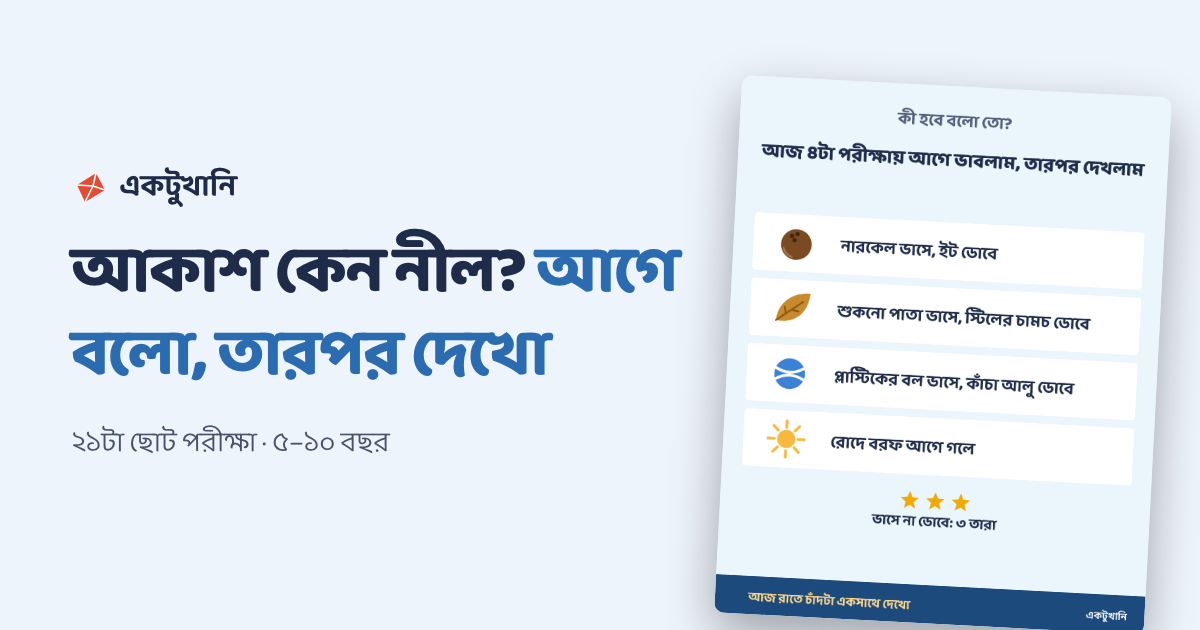 একটুখানি
আকাশ কেন নীল? আগে
বলো, তারপর দেখো
২১টা ছোট পরীক্ষা · ৫–১০ বছর
কী হবে বলো তো?
আজ ৪টা পরীক্ষায় আগে ভাবলাম, তারপর দেখলাম
নারকেল ভাসে, ইট ডোবে
শুকনো পাতা ভাসে, স্টিলের চামচ ডোবে
প্লাস্টিকের বল ভাসে, কাঁচা আলু ডোবে
রোদে বরফ আগে গলে
ভাসে না ডোবে: ৩ তারা
আজ রাতে চাঁদটা একসাথে দেখো
একটুখানি